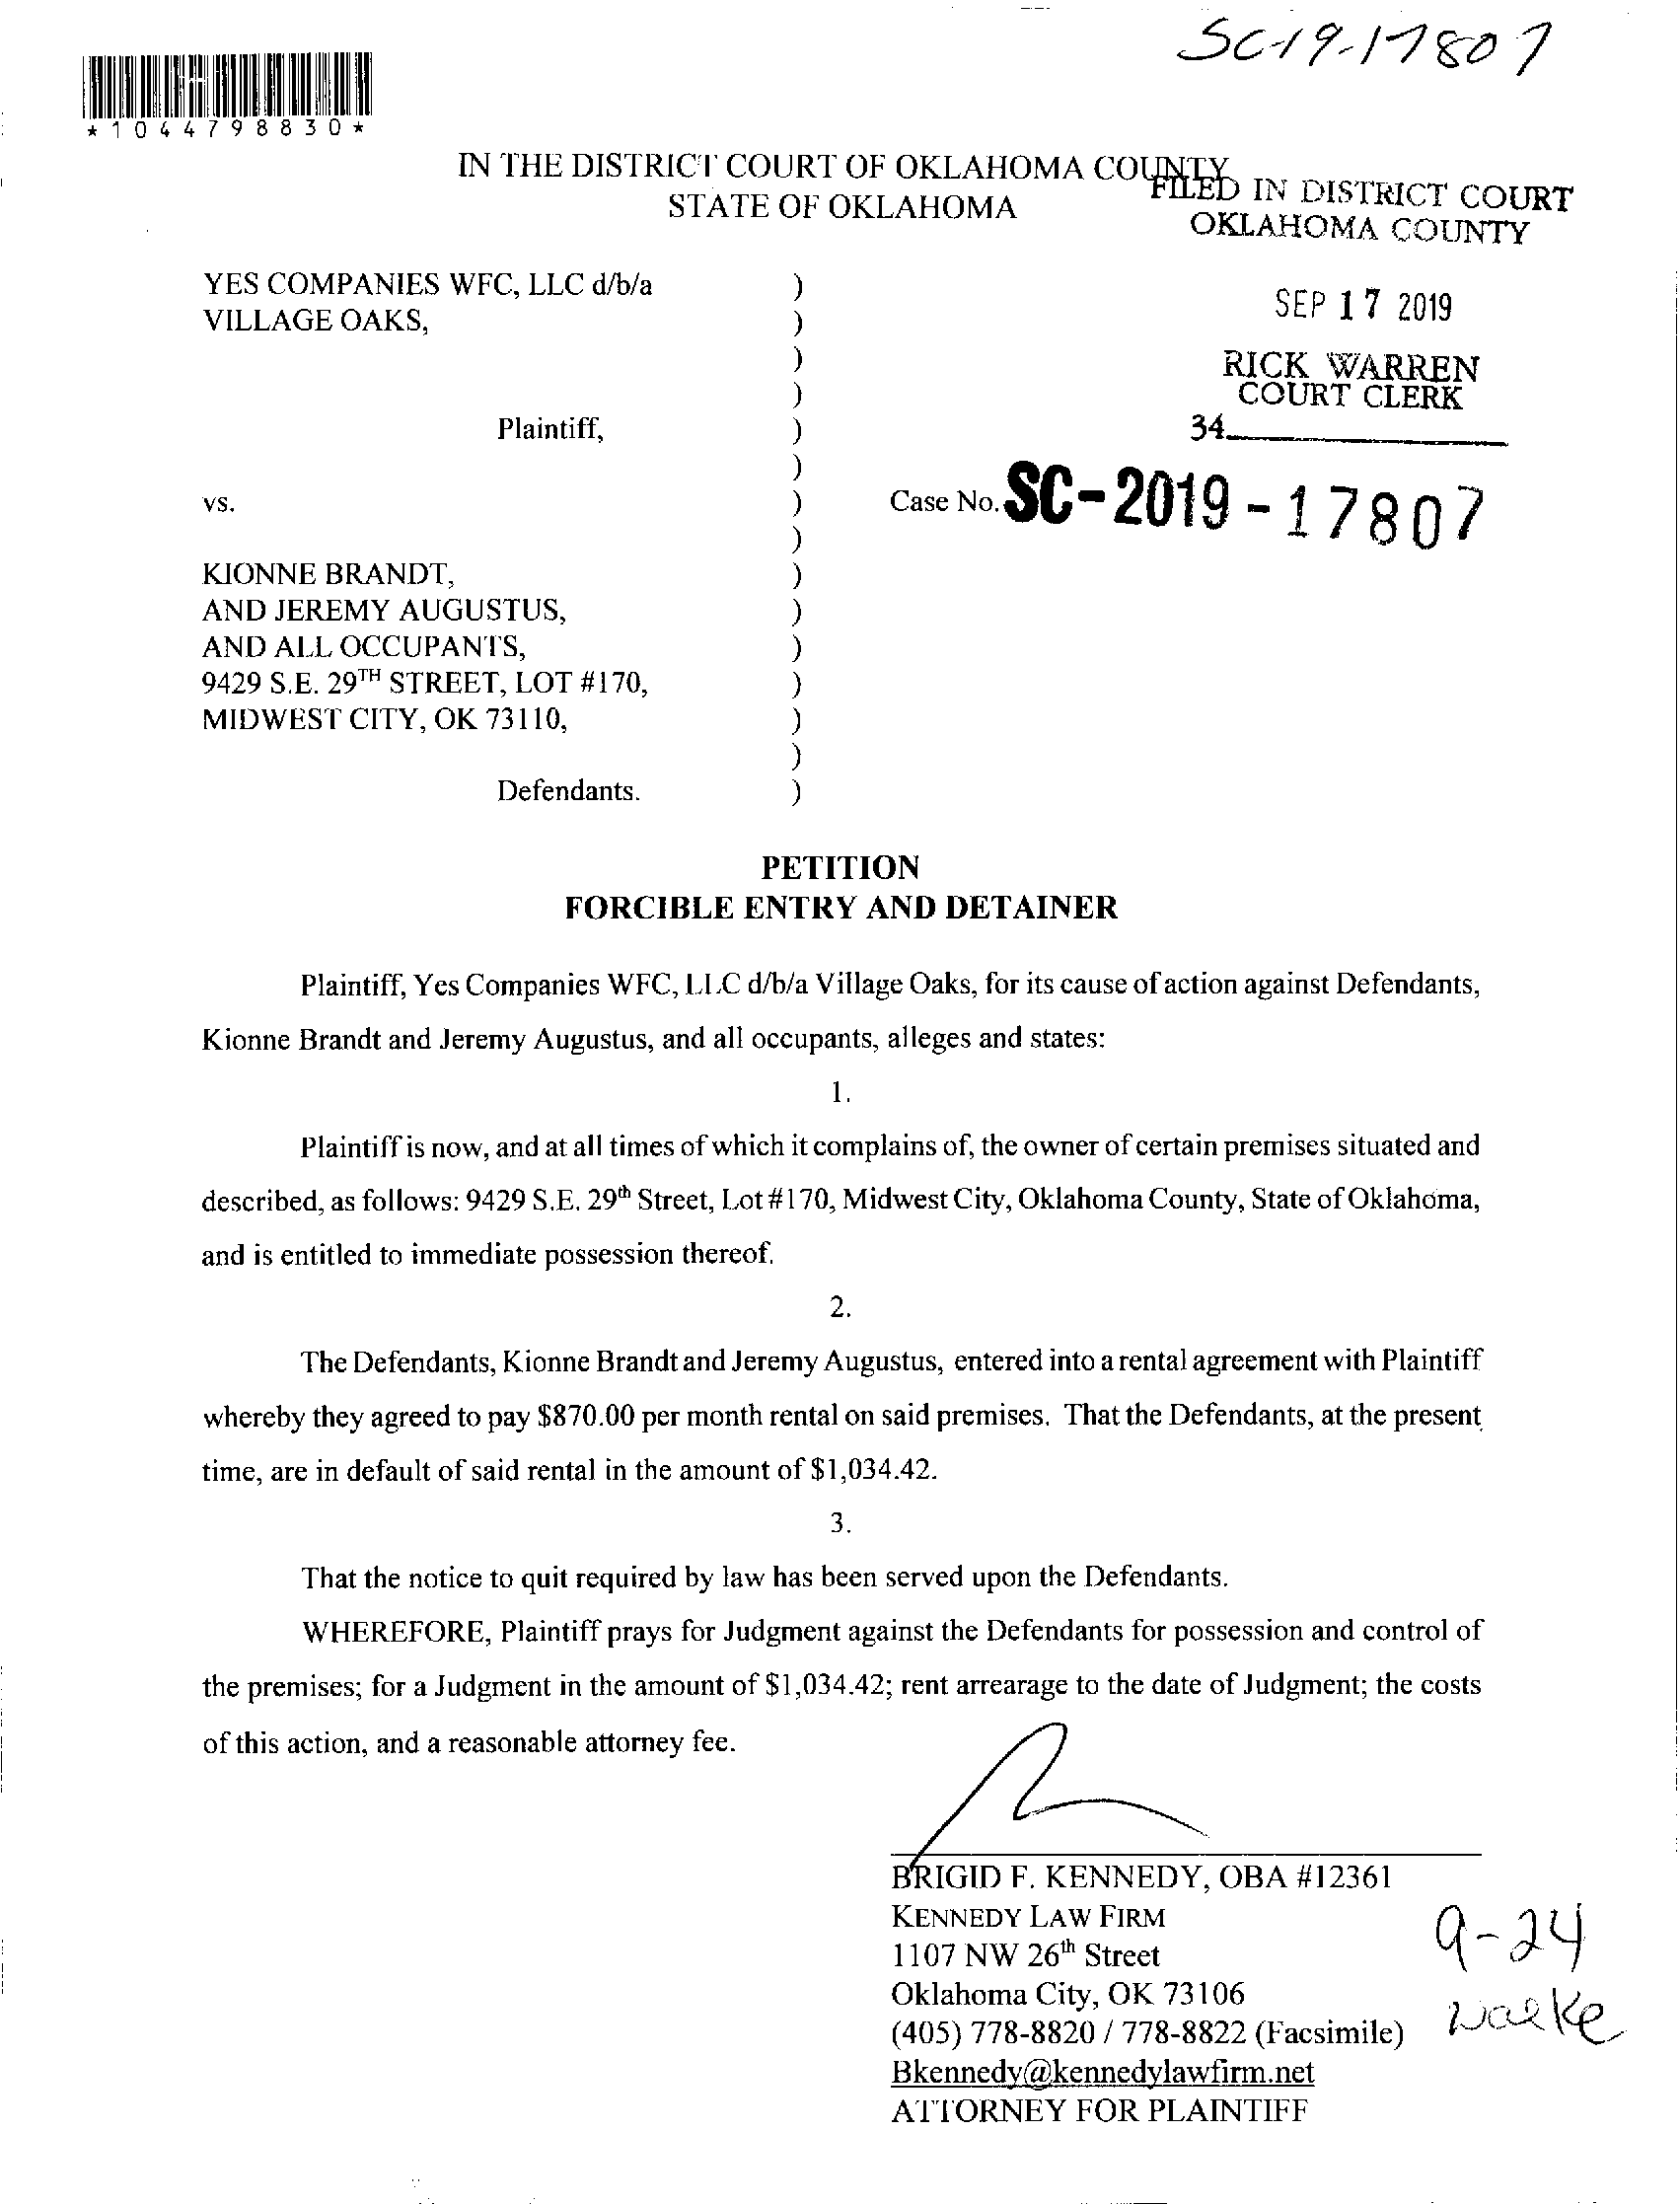 SC-19-17807
*1044798830*
IN THE DISTRICT COURT OF OKLAHOMA COUNTY
STATE OF OKLAHOMA
FILED IN DISTRICT COURT
OKLAHOMA COUNTY
SEP 17 2019
RICK WARREN
COURT CLERK
34
YES COMPANIES WFC, LLC d/b/a )
VILLAGE OAKS, )
)
)
Plaintiff, )
)
vs. ) Case No. SC-2019-17807
)
KIONNE BRANDT, )
AND JEREMY AUGUSTUS, )
AND ALL OCCUPANTS, )
9429 S.E. 29TH STREET, LOT #170, )
MIDWEST CITY, OK 73110, )
)
Defendants. )
PETITION
FORCIBLE ENTRY AND DETAINER
Plaintiff, Yes Companies WFC, LLC d/b/a Village Oaks, for its cause of action against Defendants,
Kionne Brandt and Jeremy Augustus, and all occupants, alleges and states:
1.
Plaintiff is now, and at all times of which it complains of, the owner of certain premises situated and
described, as follows: 9429 S.E. 29th Street, Lot #170, Midwest City, Oklahoma County, State of Oklahoma,
and is entitled to immediate possession thereof.
2.
The Defendants, Kionne Brandt and Jeremy Augustus, entered into a rental agreement with Plaintiff
whereby they agreed to pay $870.00 per month rental on said premises. That the Defendants, at the present
time, are in default of said rental in the amount of $1,034.42.
3.
That the notice to quit required by law has been served upon the Defendants.
WHEREFORE, Plaintiff prays for Judgment against the Defendants for possession and control of
the premises; for a Judgment in the amount of $1,034.42; rent arrearage to the date of Judgment; the costs
of this action, and a reasonable attorney fee.
BRIGID F. KENNEDY, OBA #12361
KENNEDY LAW FIRM
1107 NW 26th Street
Oklahoma City, OK 73106
(405) 778-8820 / 778-8822 (Facsimile)
Bkennedy@kennedylawfirm.net
ATTORNEY FOR PLAINTIFF
9-24